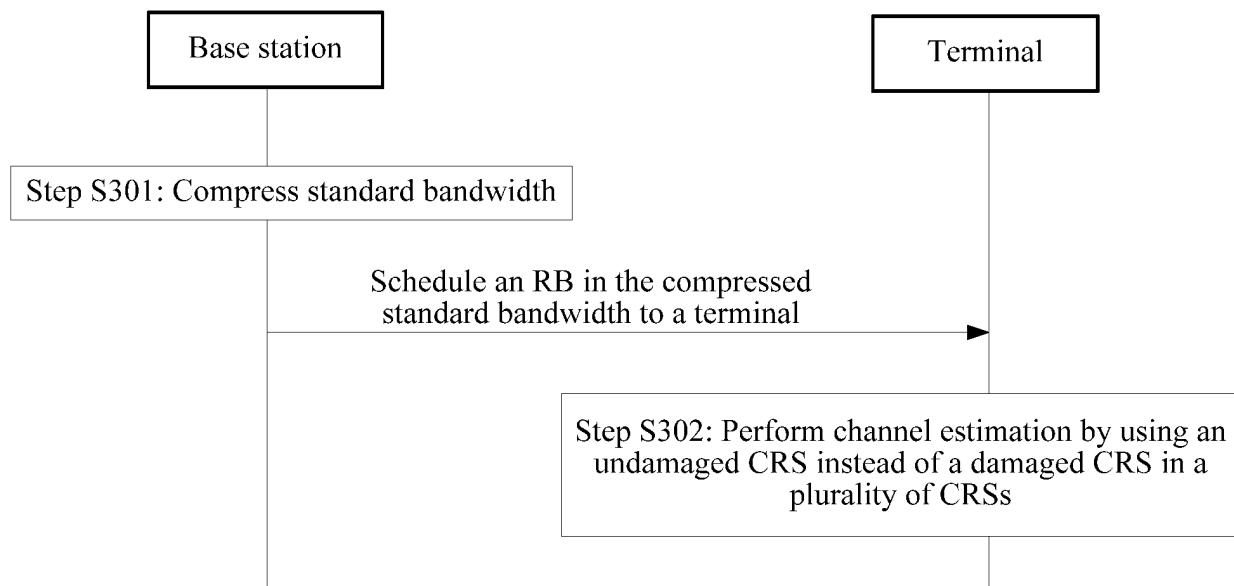 Base station
Terminal
Step S301: Compress standard bandwidth
Schedule an RB in the compressed
standard bandwidth to a terminal
Step S302: Perform channel estimation by using an
undamaged CRS instead of a damaged CRS in a
plurality of CRSs